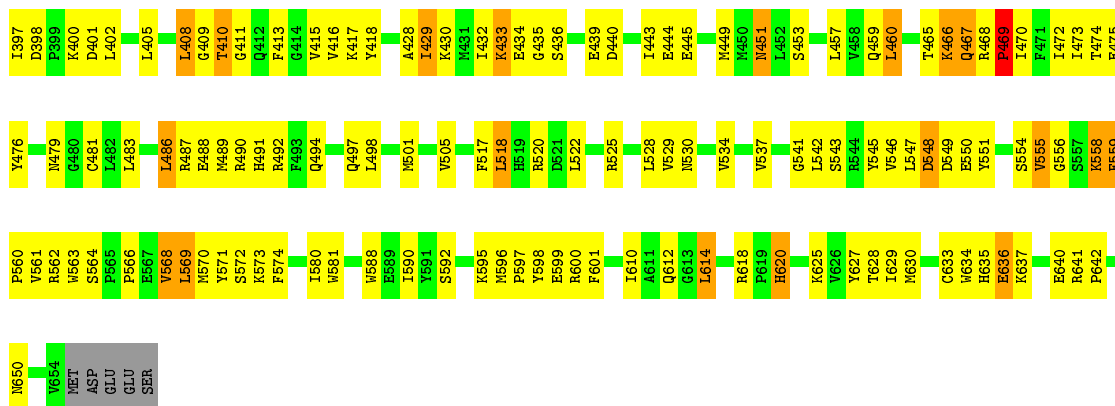 I397 D398 P399 K400 D401 L402 L405 L408 G409 T410 G411 Q412 F413 G414 V415 V416 K417 Y418 A428 I429 K430 M431 I432 K433 E434 G435 S436 E439 D440 I443 E444 E445 M449 M450 N451 L452 S453 L457 V458 Q459 L460 T465 K466 Q467 R468 P469 I470 F471 I472 I473 T474
Y476 N479 G480 C481 L482 L483 L486 R487 E488 M489 R490 H491 R492 F493 Q494 Q497 L498 M501 V505 F517 L518 H519 R520 D521 L522 R525 L528 V529 N530 V534 V537 G541 L542 S543 R544 Y545 V546 L547 D548 D549 E550 Y551 S554 V555 G556 S557 K558
P560 V561 R562 W563 S564 P565 P566 E567 V568 L569 M570 Y571 S572 K573 F574 I580 W581 W588 E589 I590 Y591 S592 K595 M596 P597 Y598 E599 R600 F601 I610 A611 Q612 G613 L614 R618 P619 H620 K625 V626 Y627 T628 I629 M630 C633 W634 H635 E636 K637 E640 R641 P642
N650 V654 MET ASP GLU GLU SER